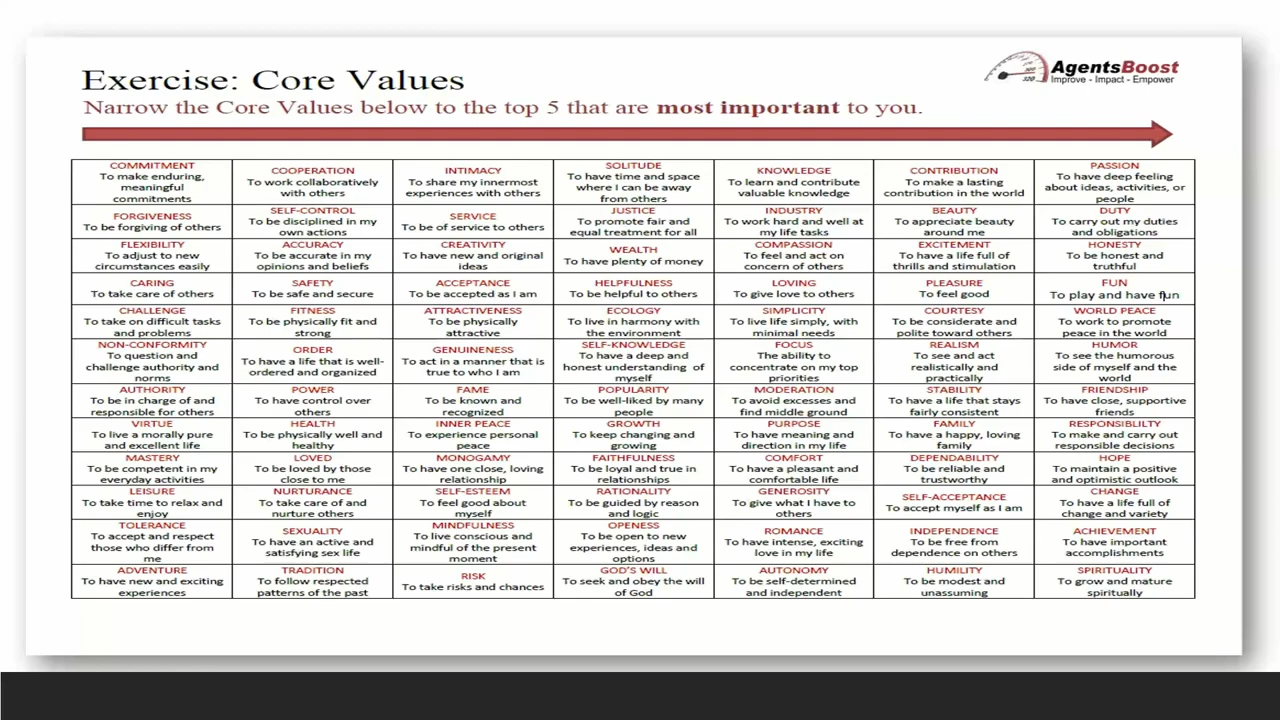 Exercise: Core Values
AgentsBoost
Improve - Impact - Empower
Narrow the Core Values below to the top 5 that are most important to you.
COMMITMENT
To make enduring,
meaningful
commitments
COOPERATION
To work collaboratively
with others
INTIMACY
To share my innermost
experiences with others
SOLITUDE
To have time and space
where I can be away
from others
KNOWLEDGE
To learn and contribute
valuable knowledge
CONTRIBUTION
To make a lasting
contribution in the world
PASSION
To have deep feeling
about ideas, activities, or
people
FORGIVENESS
To be forgiving of others
SELF-CONTROL
To be disciplined in my
own actions
SERVICE
To be of service to others
JUSTICE
To promote fair and
equal treatment for all
INDUSTRY
To work hard and well at
my life tasks
BEAUTY
To appreciate beauty
around me
DUTY
To carry out my duties
and obligations
FLEXIBILITY
To adjust to new
circumstances easily
ACCURACY
To be accurate in my
opinions and beliefs
CREATIVITY
To have new and original
ideas
WEALTH
To have plenty of money
COMPASSION
To feel and act on
concern of others
EXCITEMENT
To have a life full of
thrills and stimulation
HONESTY
To be honest and
truthful
CARING
To take care of others
SAFETY
To be safe and secure
ACCEPTANCE
To be accepted as I am
HELPFULNESS
To be helpful to others
LOVING
To give love to others
PLEASURE
To feel good
FUN
To play and have fun
CHALLENGE
To take on difficult tasks
and problems
FITNESS
To be physically fit and
strong
ATTRACTIVENESS
To be physically
attractive
ECOLOGY
To live in harmony with
the environment
SIMPLICITY
To live life simply, with
minimal needs
COURTESY
To be considerate and
polite toward others
WORLD PEACE
To work to promote
peace in the world
NON-CONFORMITY
To question and
challenge authority and
norms
ORDER
To have a life that is well-
ordered and organized
GENUINENESS
To act in a manner that is
true to who I am
SELF-KNOWLEDGE
To have a deep and
honest understanding of
myself
FOCUS
The ability to
concentrate on my top
priorities
REALISM
To see and act
realistically and
practically
HUMOR
To see the humorous
side of myself and the
world
AUTHORITY
To be in charge of and
responsible for others
POWER
To have control over
others
FAME
To be known and
recognized
POPULARITY
To be well-liked by many
people
MODERATION
To avoid excesses and
find middle ground
STABILITY
To have a life that stays
fairly consistent
FRIENDSHIP
To have close, supportive
friends
VIRTUE
To live a morally pure
and excellent life
HEALTH
To be physically well and
healthy
INNER PEACE
To experience personal
peace
GROWTH
To keep changing and
growing
PURPOSE
To have meaning and
direction in my life
FAMILY
To have a happy, loving
family
RESPONSIBLITY
To make and carry out
responsible decisions
MASTERY
To be competent in my
everyday activities
LOVED
To be loved by those
close to me
MONOGAMY
To have one close, loving
relationship
FAITHFULNESS
To be loyal and true in
relationships
COMFORT
To have a pleasant and
comfortable life
DEPENDABILITY
To be reliable and
trustworthy
HOPE
To maintain a positive
and optimistic outlook
LEISURE
To take time to relax and
enjoy
NURTURANCE
To take care of and
nurture others
SELF-ESTEEM
To feel good about
myself
RATIONALITY
To be guided by reason
and logic
GENEROSITY
To give what I have to
others
SELF-ACCEPTANCE
To accept myself as I am
CHANGE
To have a life full of
change and variety
TOLERANCE
To accept and respect
those who differ from
me
SEXUALITY
To have an active and
satisfying sex life
MINDFULNESS
To live conscious and
mindful of the present
moment
OPENESS
To be open to new
experiences, ideas and
options
ROMANCE
To have intense, exciting
love in my life
INDEPENDENCE
To be free from
dependence on others
ACHIEVEMENT
To have important
accomplishments
ADVENTURE
To have new and exciting
experiences
TRADITION
To follow respected
patterns of the past
RISK
To take risks and chances
GOD'S WILL
To seek and obey the will
of God
AUTONOMY
To be self-determined
and independent
HUMILITY
To be modest and
unassuming
SPIRITUALITY
To grow and mature
spiritually